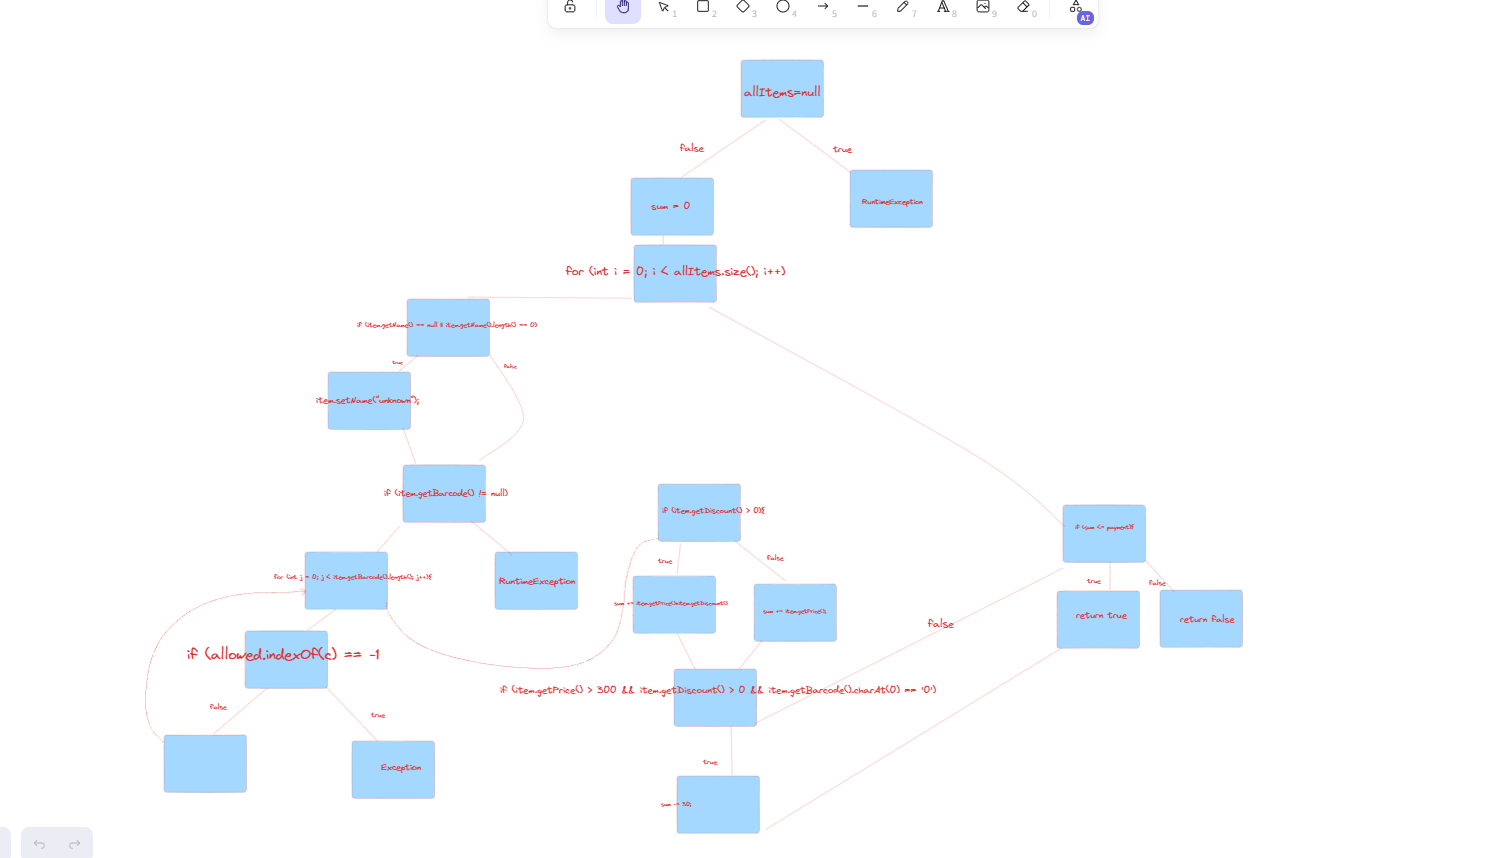 1
2
3
4
5
6
7
8
9
0
AI
allItems=null
false
true
sum = 0
RuntimeException
for (int i = 0; i < allItems.size(); i++)
if (item.getName() == null || item.getName().length() == 0)
true
false
item.setName("unknown");
if (item.getBarcode() != null)
if (item.getDiscount() > 0){
if (sum <= payment){
for (int j = 0; j < item.getBarcode().length(); j++){
RuntimeException
true
false
true
false
sum += item.getPrice()*item.getDiscount()
sum += item.getPrice();
return true
return false
false
if (allowed.indexOf(c) == -1
if (item.getPrice() > 300 && item.getDiscount() > 0 && item.getBarcode().charAt(0) == '0')
false
true
Exception
true
sum -= 30;